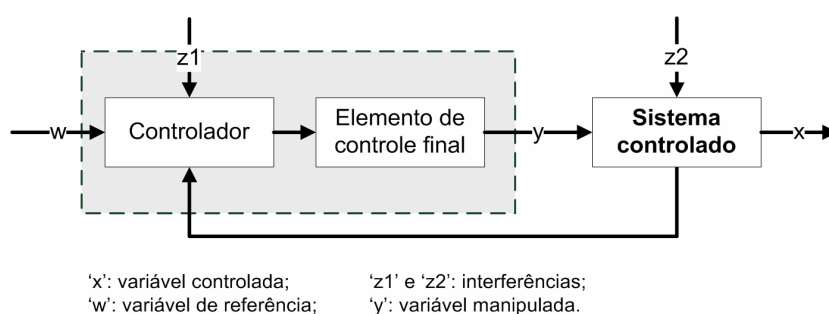 z1
z2
w
Controlador
Elemento de
controle final
y
Sistema
controlado
x
‘x’: variável controlada;
‘z1’ e ‘z2’: interferências;
‘w’: variável de referência;
‘y’: variável manipulada.